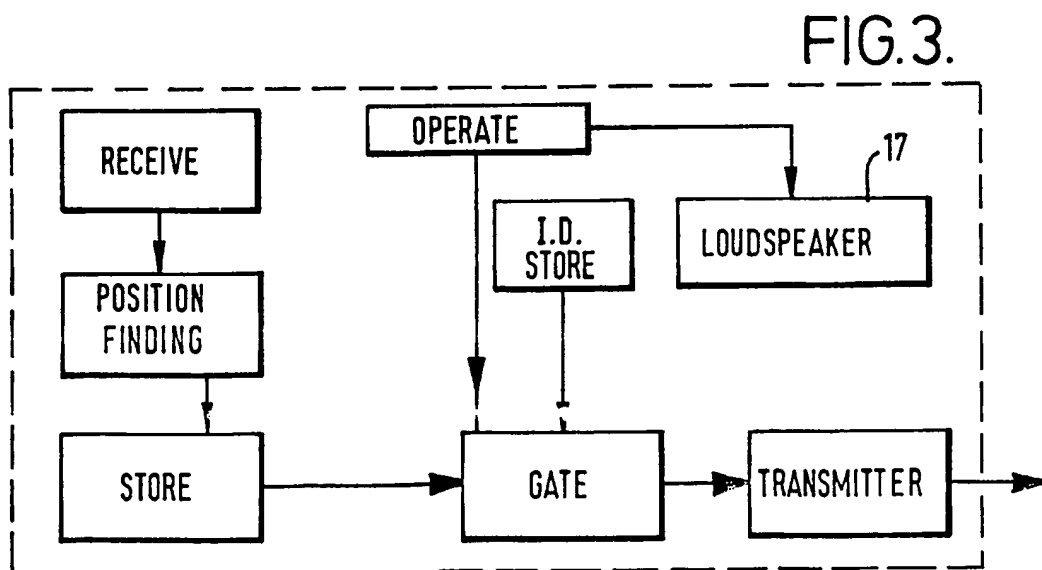 FIG.3.
RECEIVE
OPERATE
17
I.D.
STORE
LOUDSPEAKER
POSITION
FINDING
STORE
GATE
TRANSMITTER